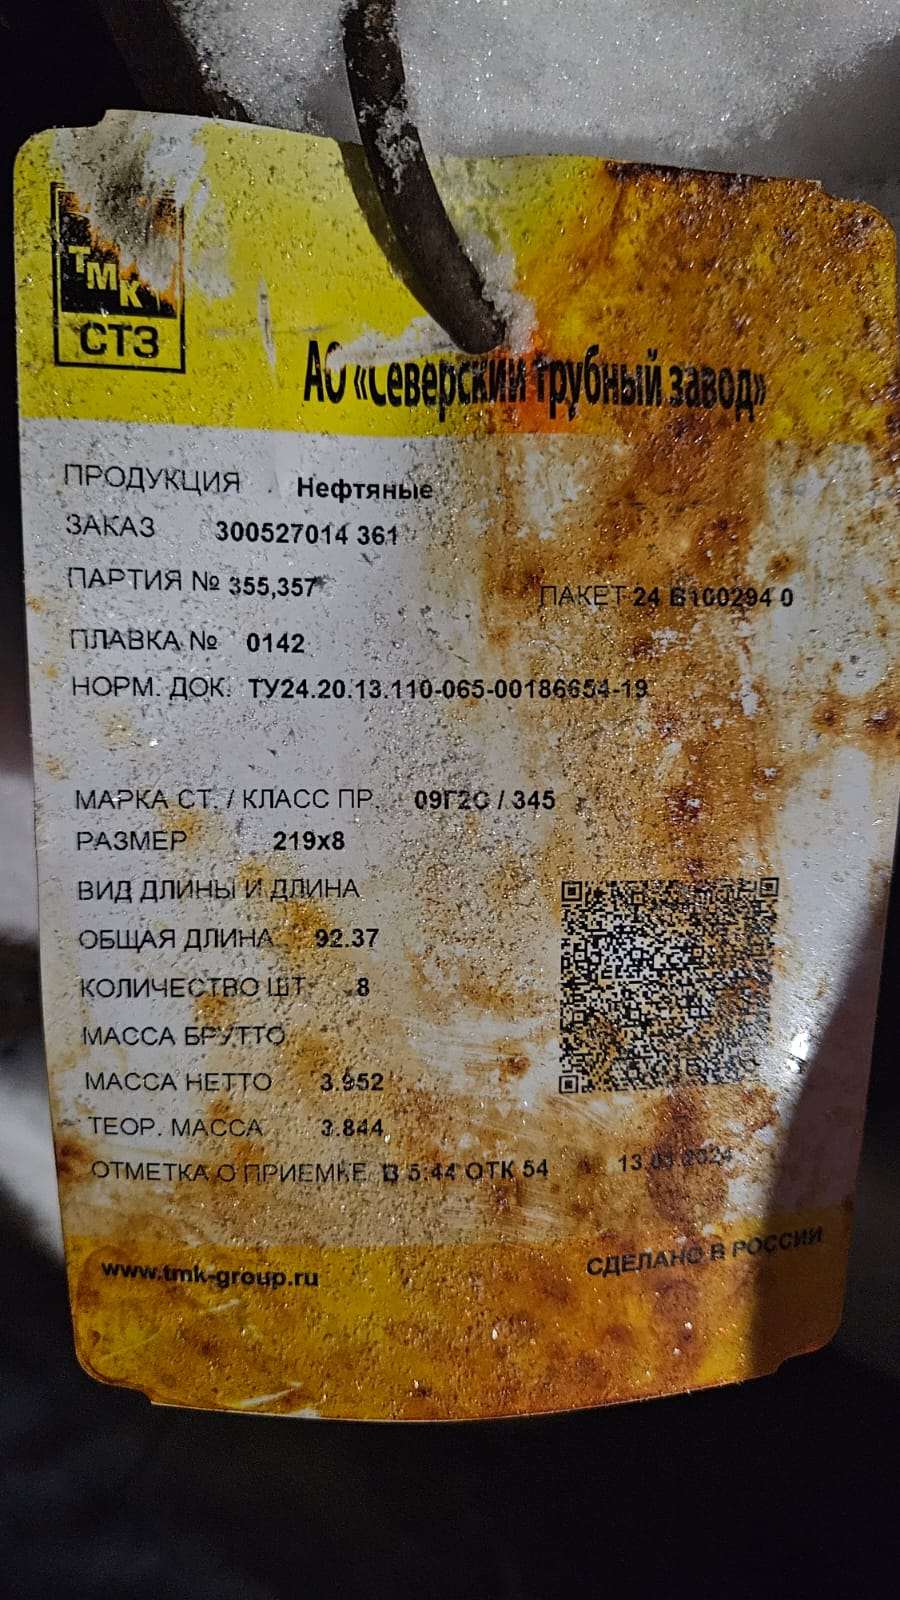 ТМК
СТЗ
АО «Северский трубный завод»
ПРОДУКЦИЯ Нефтяные
ЗАКАЗ 300527014 361
ПАРТИЯ № 355,357
ПАКЕТ 24 Б100294 0
ПЛАВКА № 0142
НОРМ. ДОК. ТУ24.20.13.110-065-00186654-19
МАРКА СТ. / КЛАСС ПР. 09Г2С / 345
РАЗМЕР 219х8
ВИД ДЛИНЫ И ДЛИНА
ОБЩАЯ ДЛИНА 92.37
КОЛИЧЕСТВО ШТ 8
МАССА БРУТТО
МАССА НЕТТО 3.952
ТЕОР. МАССА 3.844
ОТМЕТКА О ПРИЕМКЕ В 5.44 ОТК 54
www.tmk-group.ru
СДЕЛАНО В РОССИИ